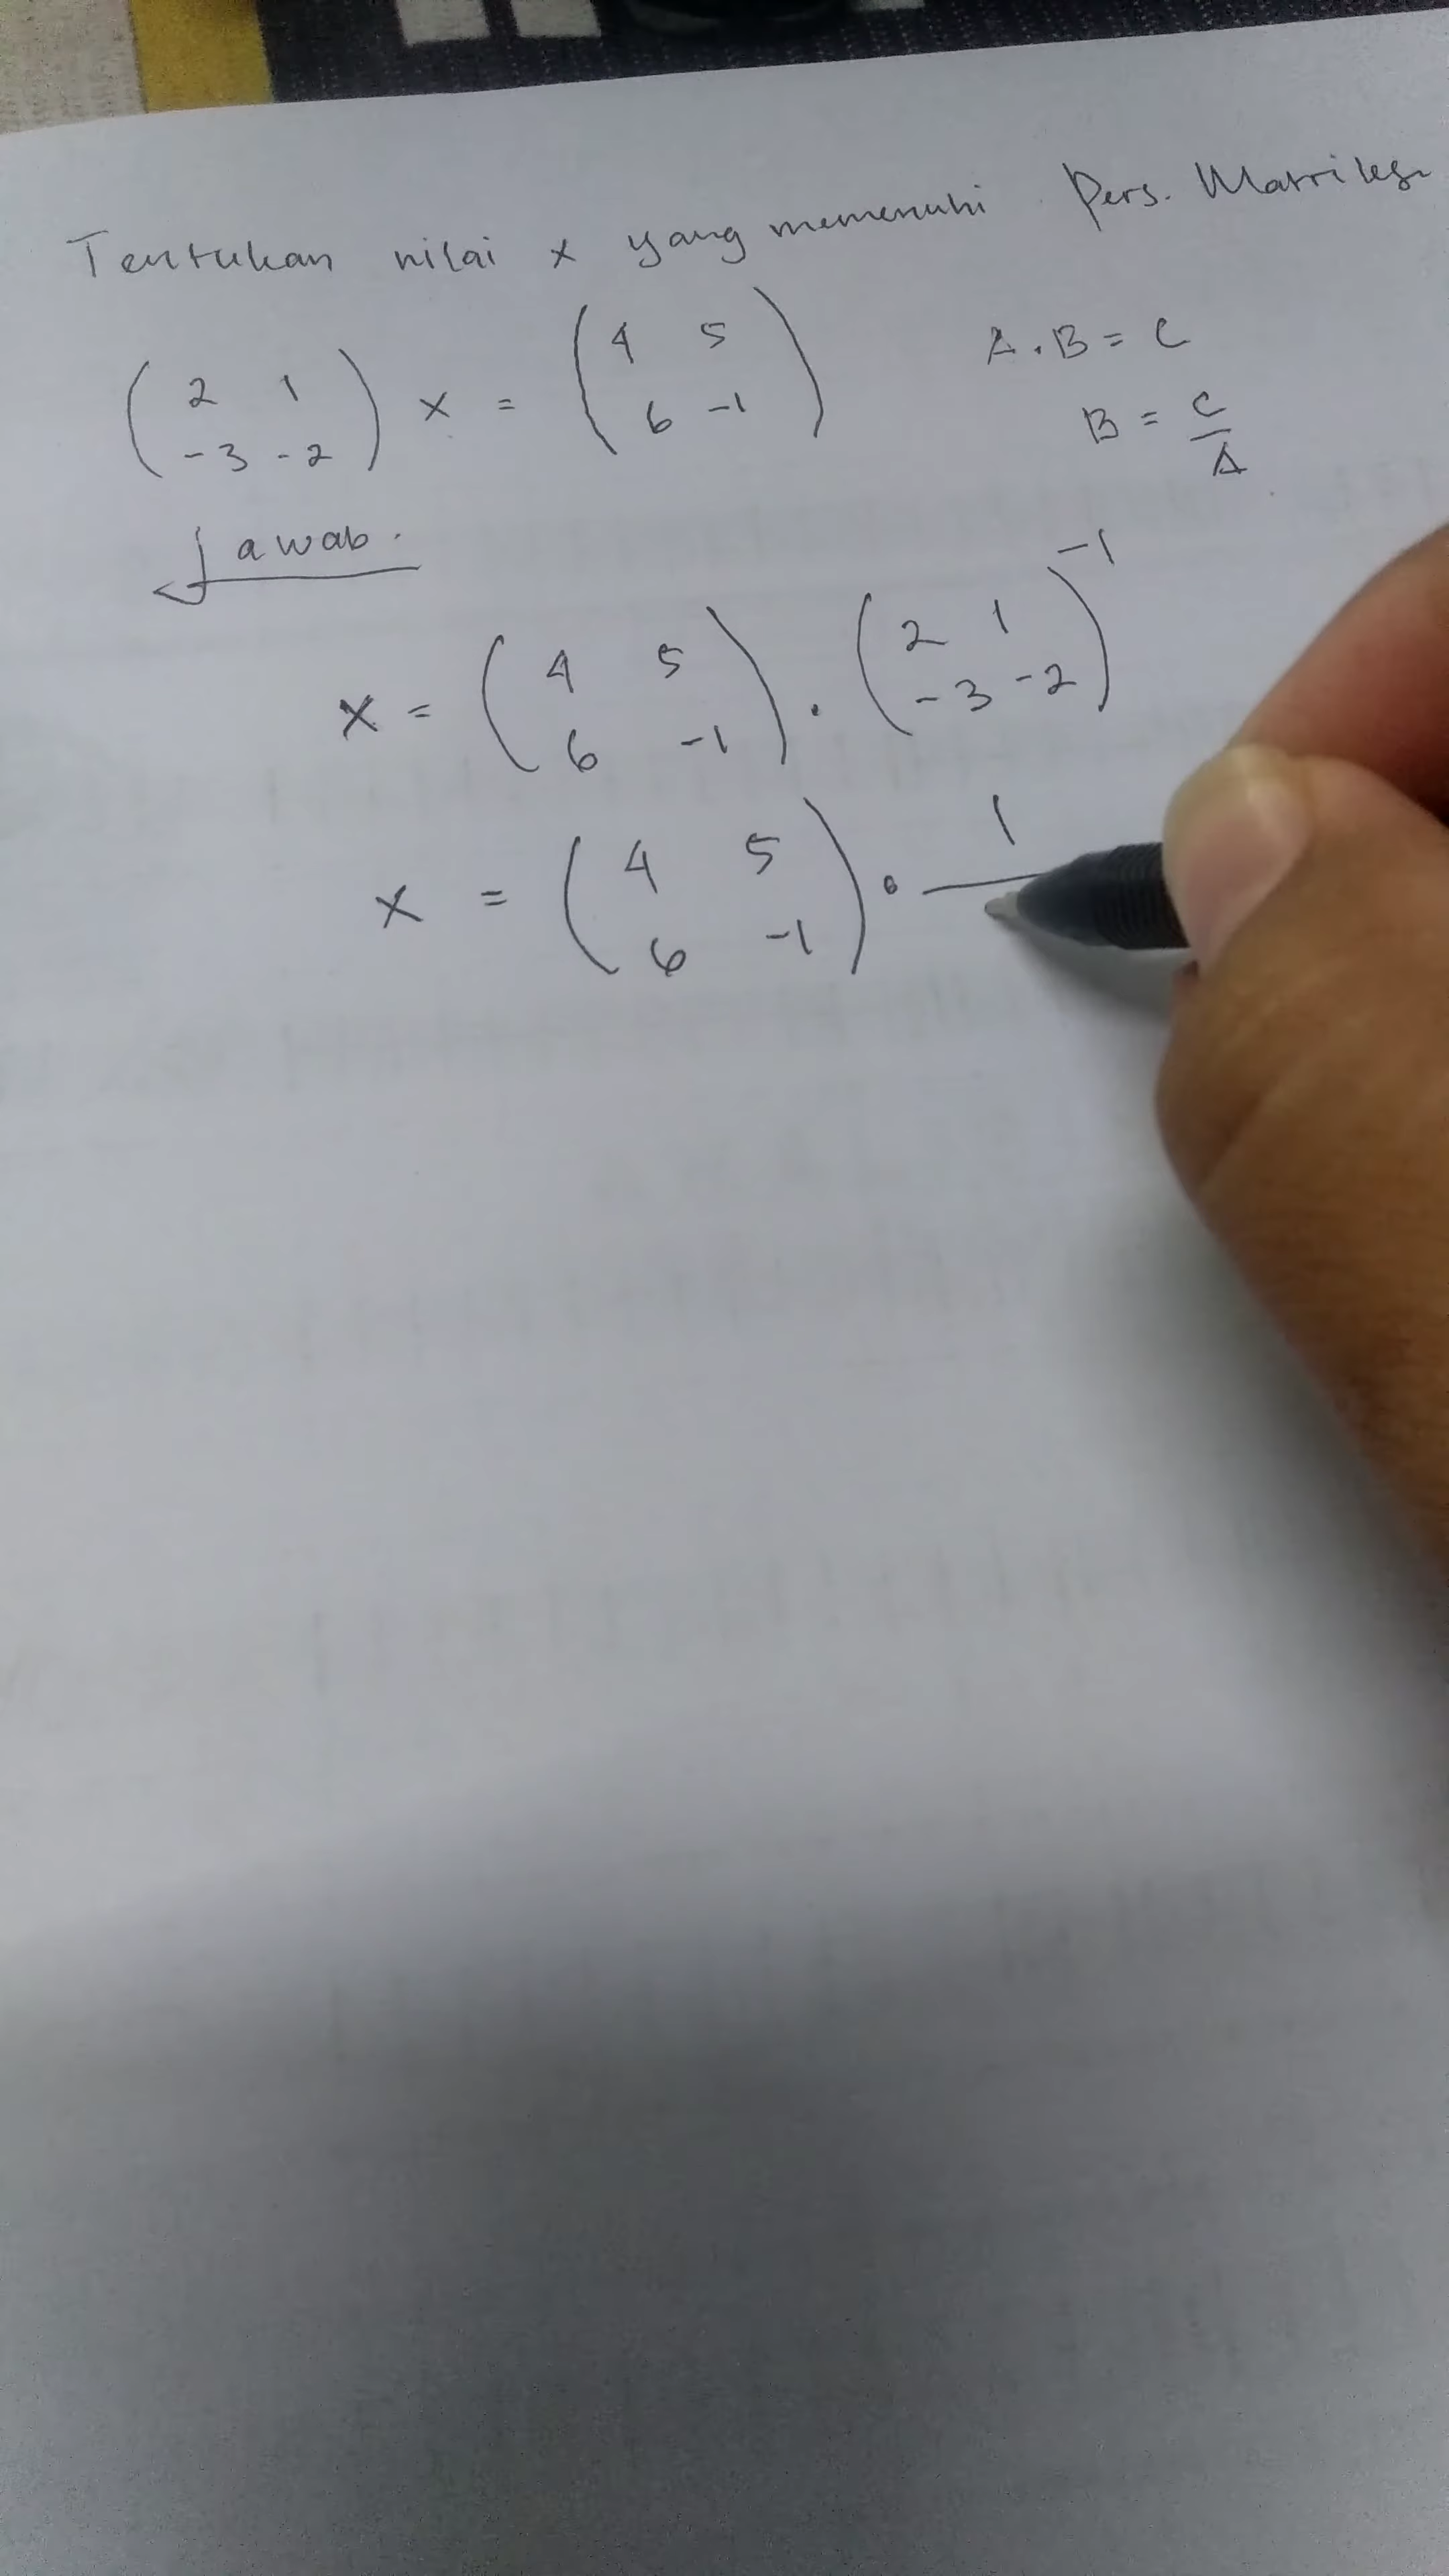 Tentukan nilai x yang memenuhi Pers. Matriks
( 2 1 ) x = ( 4 5 ) A . B = C
-3 -2 6 -1 B = C
A
Jawab.
x = ( 4 5 ) . ( 2 1 ) -1
6 -1 -3 -2
x = ( 4 5 ) . 1
6 -1